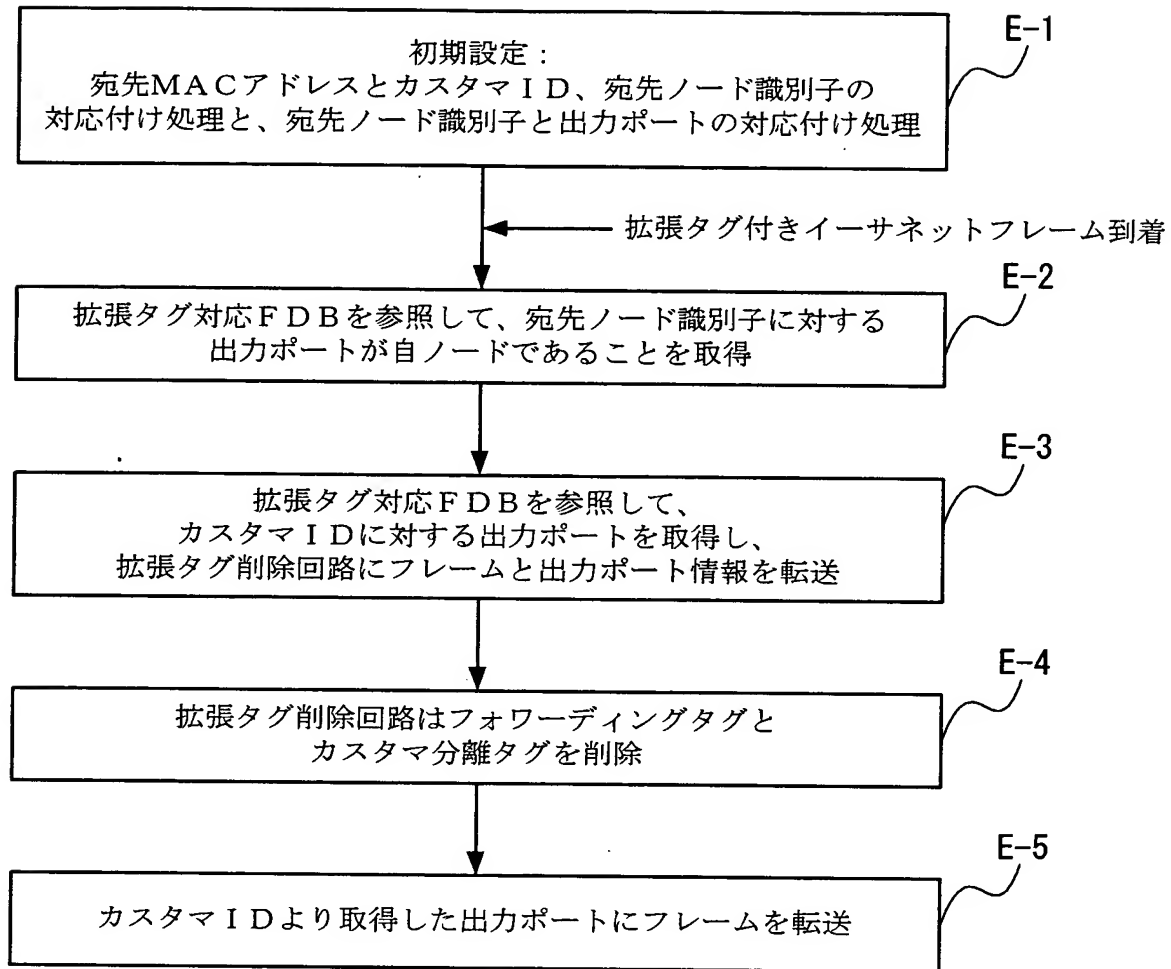 E-1
初期設定：
宛先ＭＡＣアドレスとカスタマＩＤ、宛先ノード識別子の
対応付け処理と、宛先ノード識別子と出力ポートの対応付け処理
拡張タグ付きイーサネットフレーム到着
E-2
拡張タグ対応ＦＤＢを参照して、宛先ノード識別子に対する
出力ポートが自ノードであることを取得
E-3
拡張タグ対応ＦＤＢを参照して、
カスタマＩＤに対する出力ポートを取得し、
拡張タグ削除回路にフレームと出力ポート情報を転送
E-4
拡張タグ削除回路はフォワーディングタグと
カスタマ分離タグを削除
E-5
カスタマＩＤより取得した出力ポートにフレームを転送